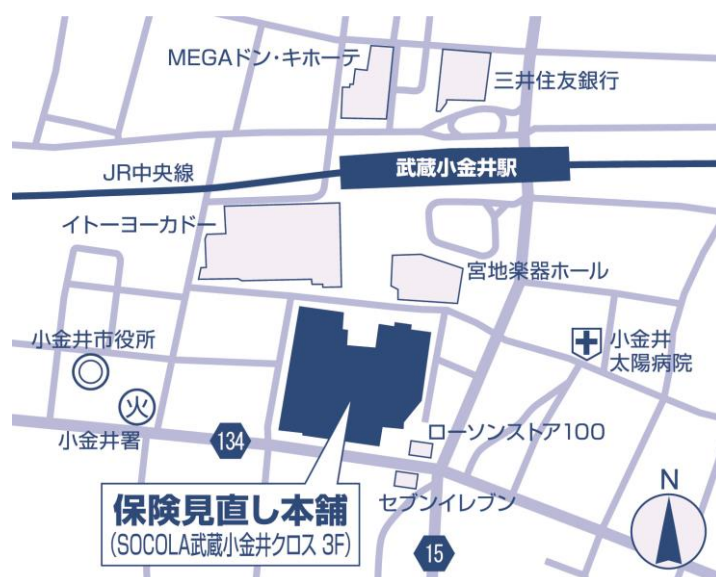 MEGAドン・キホーテ
三井住友銀行
JR中央線
武蔵小金井駅
イトーヨーカドー
宮地楽器ホール
小金井市役所
小金井
太陽病院
火
小金井署
134
ローソンストア100
セブンイレブン
保険見直し本舗
(SOCOLA武蔵小金井クロス 3F)
15
N